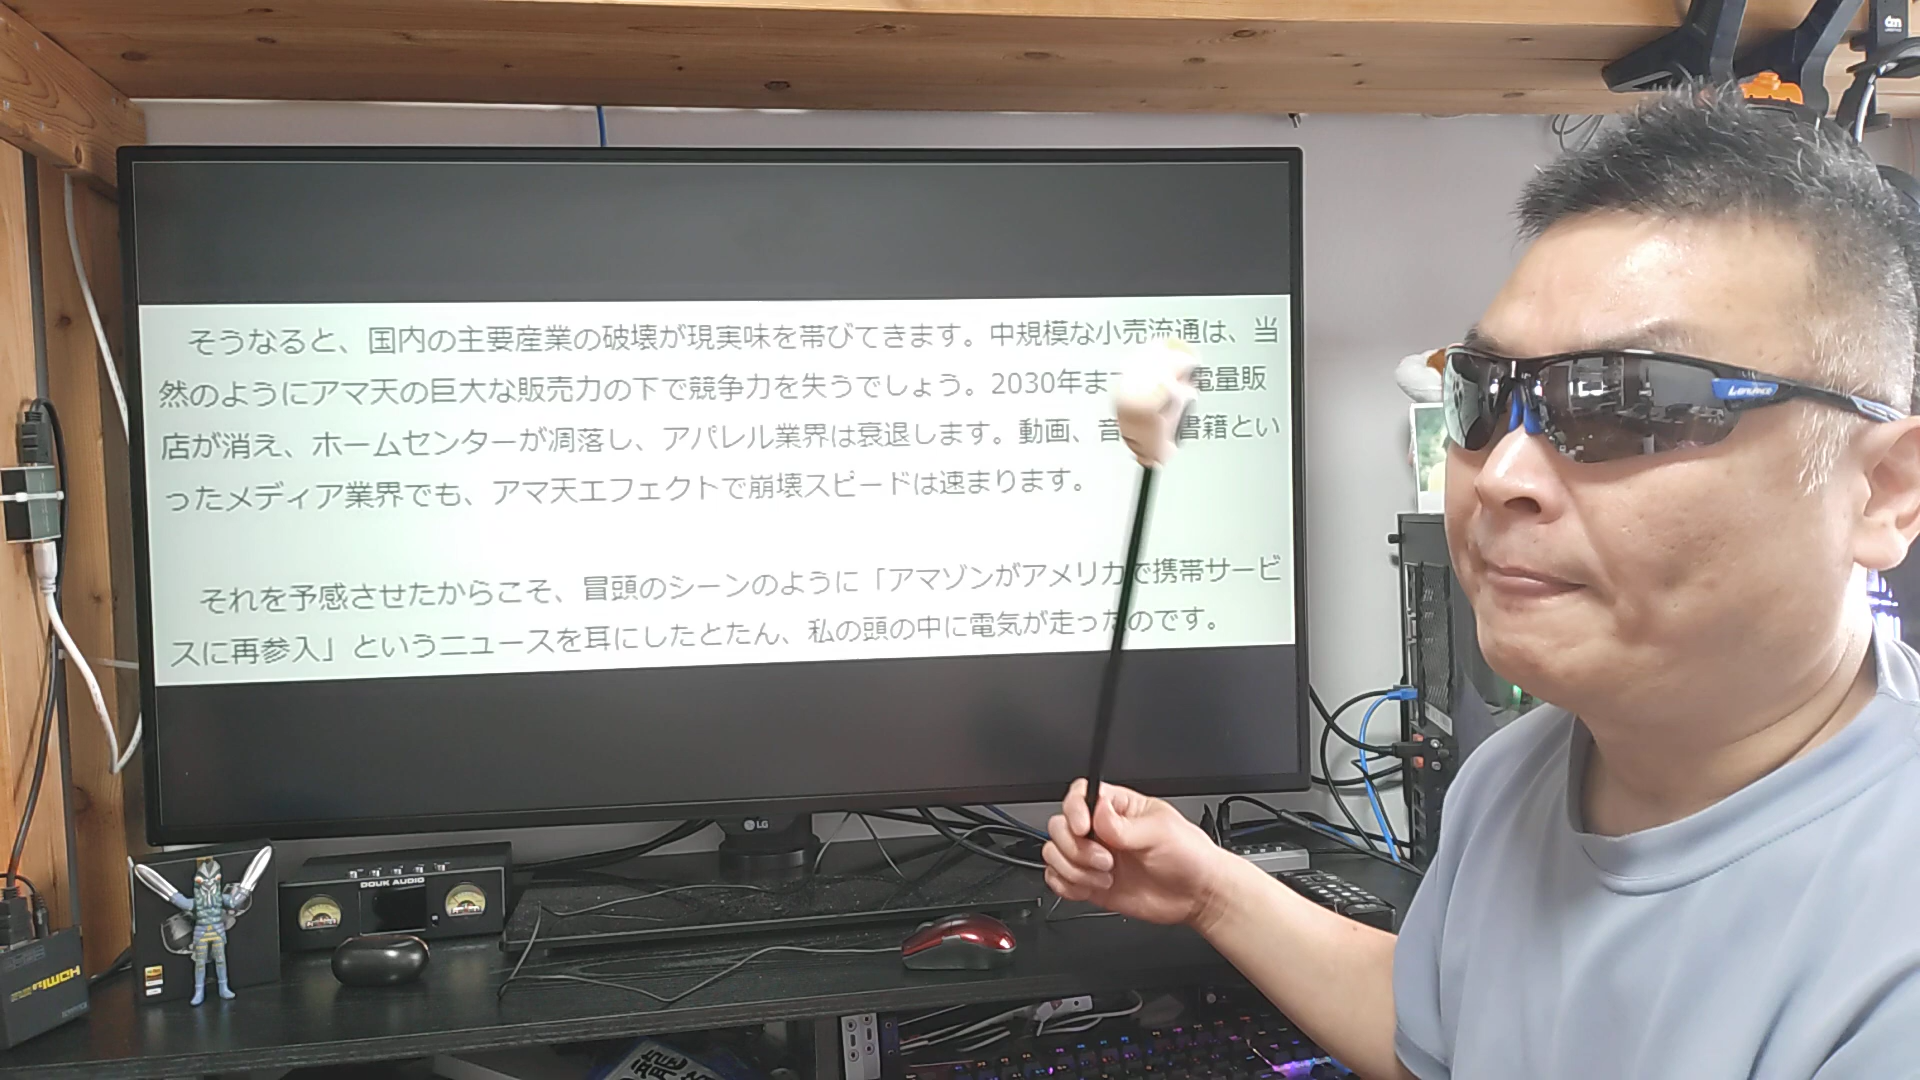 そうなると、国内の主要産業の破壊が現実味を帯びてきます。中規模な小売流通は、当
然のようにアマ天の巨大な販売力の下で競争力を失うでしょう。2030年ま 電量販
店が消え、ホームセンターが凋落し、アパレル業界は衰退します。動画、音 書籍とい
ったメディア業界でも、アマ天エフェクトで崩壊スピードは速まります。
それを予感させたからこそ、冒頭のシーンのように「アマゾンがアメリカで携帯サービ
スに再参入」というニュースを耳にしたとたん、私の頭の中に電気が走ったのです。
LG
DOUK AUDIO
HDMI